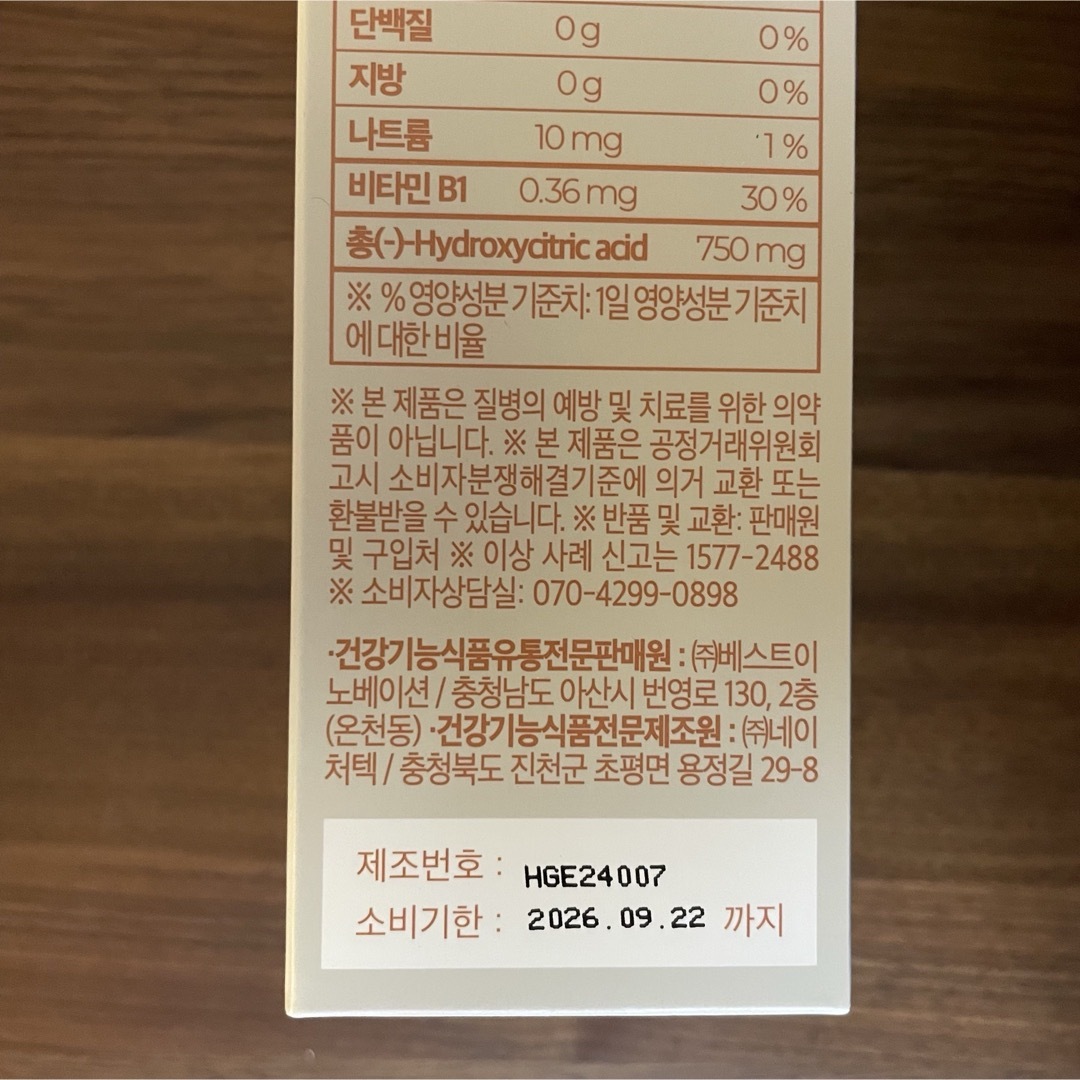 단백질 0g 0%
지방 0g 0%
나트륨 10mg 1%
비타민 B1 0.36mg 30%
총(-)-Hydroxycitric acid 750mg
※ % 영양성분 기준치: 1일 영양성분 기준치
에 대한 비율
※ 본 제품은 질병의 예방 및 치료를 위한 의약
품이 아닙니다. ※ 본 제품은 공정거래위원회
고시 소비자분쟁해결기준에 의거 교환 또는
환불받을 수 있습니다. ※ 반품 및 교환: 판매원
및 구입처 ※ 이상 사례 신고는 1577-2488
※ 소비자상담실: 070-4299-0898
·건강기능식품유통전문판매원 : ㈜베스트이
노베이션 / 충청남도 아산시 번영로 130, 2층
(온천동) ·건강기능식품전문제조원 : ㈜네이
처텍 / 충청북도 진천군 초평면 용정길 29-8
제조번호 : HGE24007
소비기한 : 2026.09.22 까지